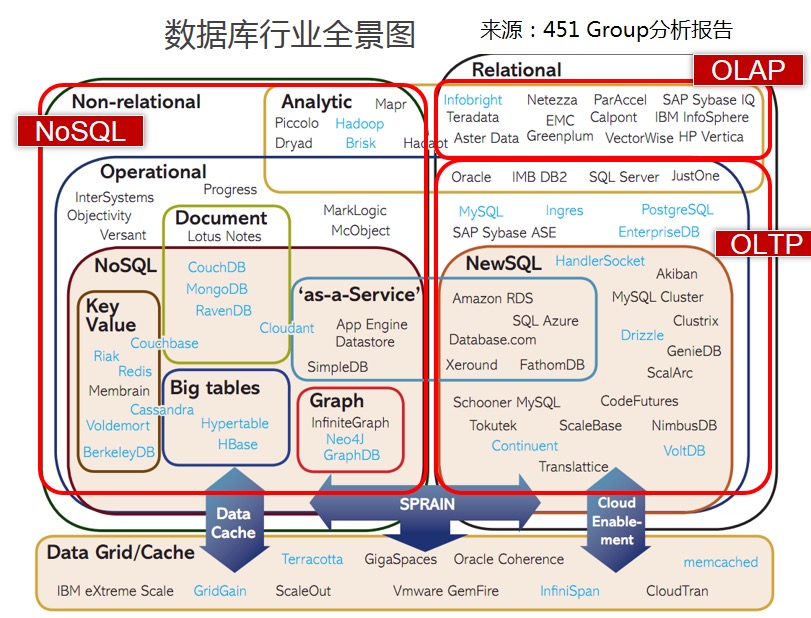 数据库行业全景图
来源：451 Group分析报告
Relational
OLAP
Non-relational
Analytic
Mapr
Piccolo
Hadoop
Dryad
Brisk
Hadapt
NoSQL
Infobright
Netezza
ParAccel
SAP Sybase IQ
Teradata
EMC
Calpont
IBM InfoSphere
Aster Data
Greenplum
VectorWise
HP Vertica
Operational
InterSystems
Progress
Objectivity
Versant
Document
Lotus Notes
MarkLogic
McObject
Oracle
IMB DB2
SQL Server
JustOne
MySQL
Ingres
PostgreSQL
SAP Sybase ASE
EnterpriseDB
OLTP
NoSQL
CouchDB
MongoDB
RavenDB
Key
Value
Couchbase
Riak
Redis
Membrain
Cassandra
Voldemort
BerkeleyDB
Big tables
Hypertable
HBase
Graph
InfiniteGraph
Neo4J
GraphDB
‘as-a-Service’
Cloudant
App Engine
Datastore
SimpleDB
NewSQL
HandlerSocket
Amazon RDS
SQL Azure
Database.com
Xeround
FathomDB
Akiban
MySQL Cluster
Clustrix
Drizzle
GenieDB
ScalArc
Schooner MySQL
CodeFutures
Tokutek
ScaleBase
NimbusDB
Continuent
VoltDB
Translattice
Data
Cache
SPRAIN
Cloud
Enable-
ment
Data Grid/Cache
Terracotta
GigaSpaces
Oracle Coherence
memcached
IBM eXtreme Scale
GridGain
ScaleOut
Vmware GemFire
InfiniSpan
CloudTran